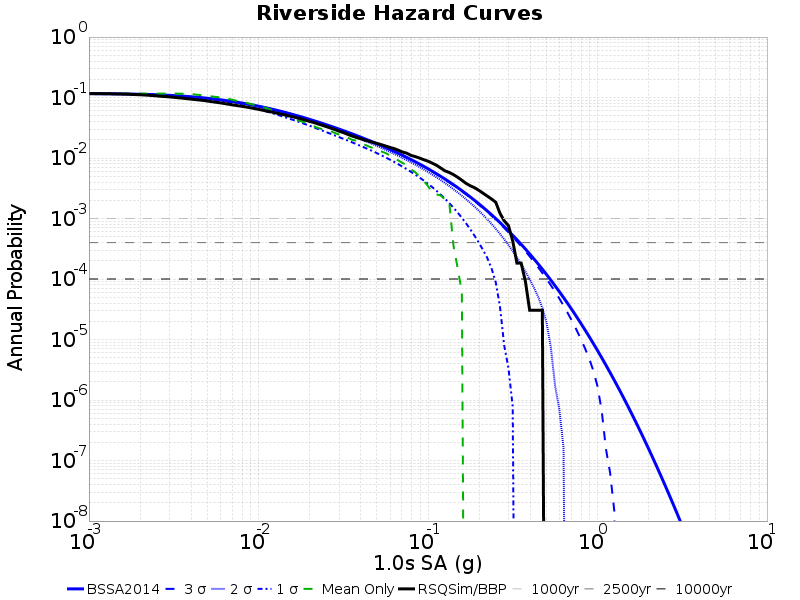 Riverside Hazard Curves
Annual Probability
10^0
10^-1
10^-2
10^-3
10^-4
10^-5
10^-6
10^-7
10^-8
10^-3 10^-2 10^-1 10^0 10^1
1.0s SA (g)
BSSA2014 3 σ 2 σ 1 σ Mean Only RSQSim/BBP 1000yr 2500yr 10000yr